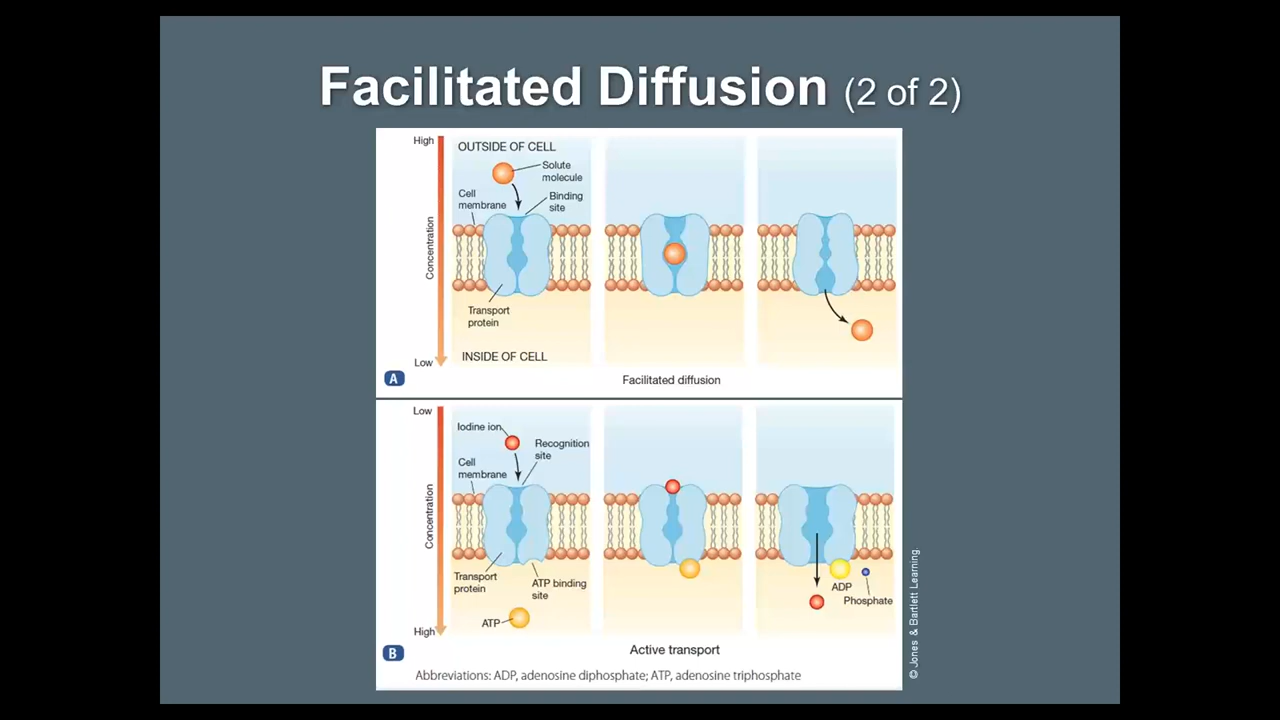 Facilitated Diffusion (2 of 2)
High
OUTSIDE OF CELL
Solute
molecule
Cell
membrane
Binding
site
Concentration
Transport
protein
Low
INSIDE OF CELL
A
Facilitated diffusion
Low
Iodine ion
Recognition
site
Cell
membrane
Concentration
Transport
protein
ATP binding
site
ADP
Phosphate
ATP
High
B
Active transport
Abbreviations: ADP, adenosine diphosphate; ATP, adenosine triphosphate
© Jones & Bartlett Learning.